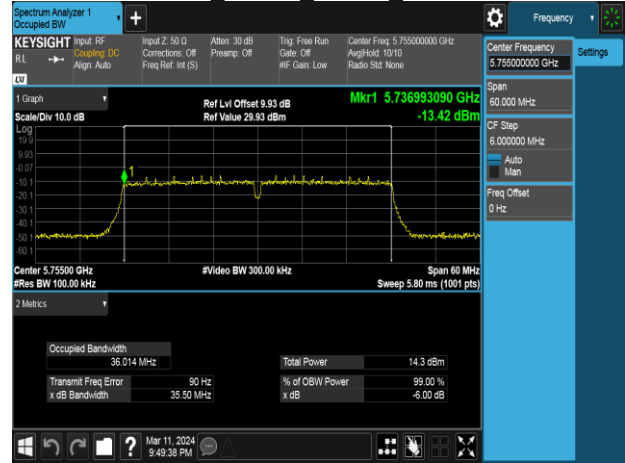 Spectrum Analyzer 1
Occupied BW
Frequency
KEYSIGHT
Input: RF
Coupling: DC
Align: Auto
Input Z: 50 Ω
Corrections: Off
Freq Ref: Int (S)
Atten: 30 dB
Preamp: Off
Trig: Free Run
Gate: Off
#IF Gain: Low
Center Freq: 5.755000000 GHz
Avg|Hold: 10/10
Radio Std: None
RL
LXI
Center Frequency
5.755000000 GHz
Settings
Span
60.000 MHz
CF Step
6.000000 MHz
Auto
Man
Freq Offset
0 Hz
1 Graph
Scale/Div 10.0 dB
Ref Lvl Offset 9.93 dB
Ref Value 29.93 dBm
Mkr1 5.736993090 GHz
-13.42 dBm
Log
19.9
9.93
-0.07
-10.1
-20.1
-30.1
-40.1
-50.1
-60.1
1
Center 5.75500 GHz
#Res BW 100.00 kHz
#Video BW 300.00 kHz
Span 60 MHz
Sweep 5.80 ms (1001 pts)
2 Metrics
Occupied Bandwidth
36.014 MHz
Total Power 14.3 dBm
Transmit Freq Error 90 Hz
% of OBW Power 99.00 %
x dB Bandwidth 35.50 MHz
x dB -6.00 dB
?
Mar 11, 2024
9:49:38 PM